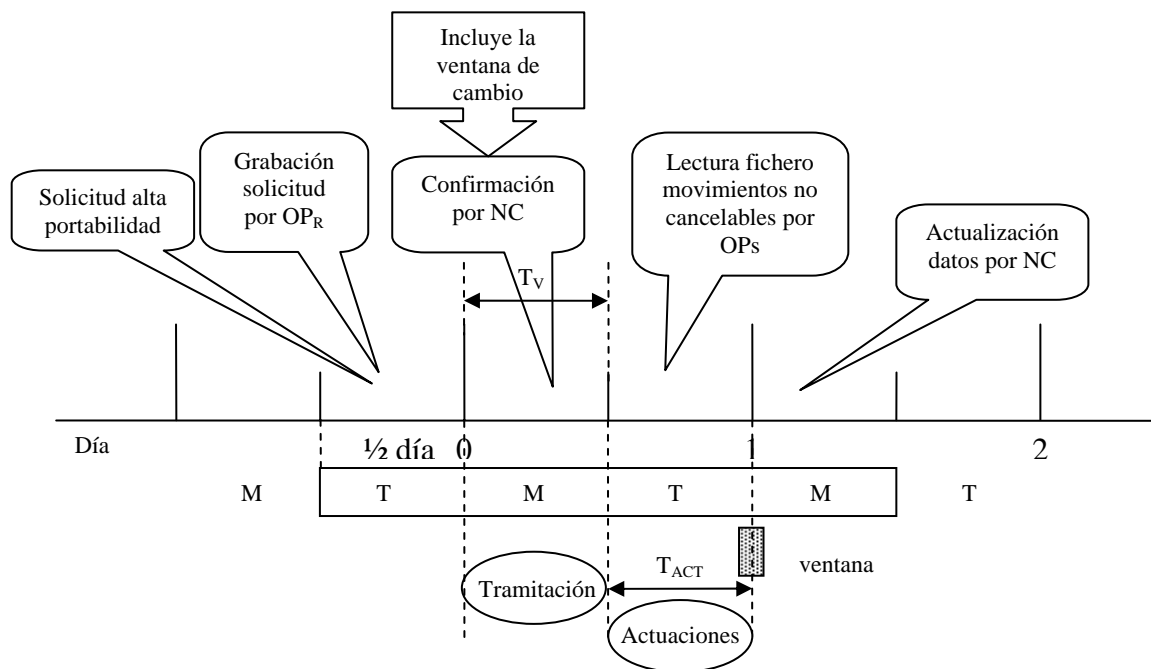 Incluye la
ventana de
cambio
Solicitud alta
portabilidad
Grabación
solicitud
por OPR
Confirmación
por NC
Lectura fichero
movimientos no
cancelables por
OPs
Actualización
datos por NC
TV
Día
½ día 0 1 2
M T M T M T
TACT
ventana
Tramitación
Actuaciones